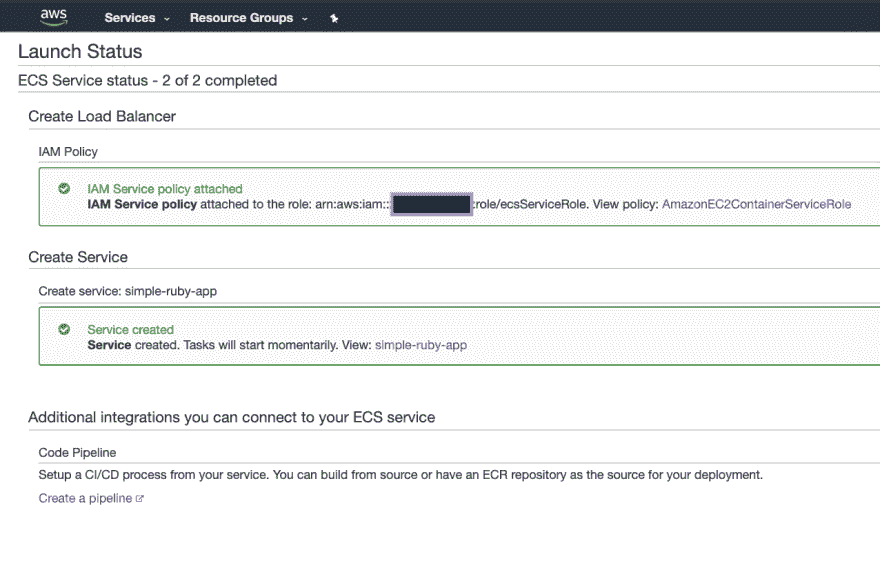 aws Services Resource Groups
Launch Status
ECS Service status - 2 of 2 completed
Create Load Balancer
IAM Policy
IAM Service policy attached
IAM Service policy attached to the role: arn:aws:iam:: :role/ecsServiceRole. View policy: AmazonEC2ContainerServiceRole
Create Service
Create service: simple-ruby-app
Service created
Service created. Tasks will start momentarily. View: simple-ruby-app
Additional integrations you can connect to your ECS service
Code Pipeline
Setup a CI/CD process from your service. You can build from source or have an ECR repository as the source for your deployment.
Create a pipeline